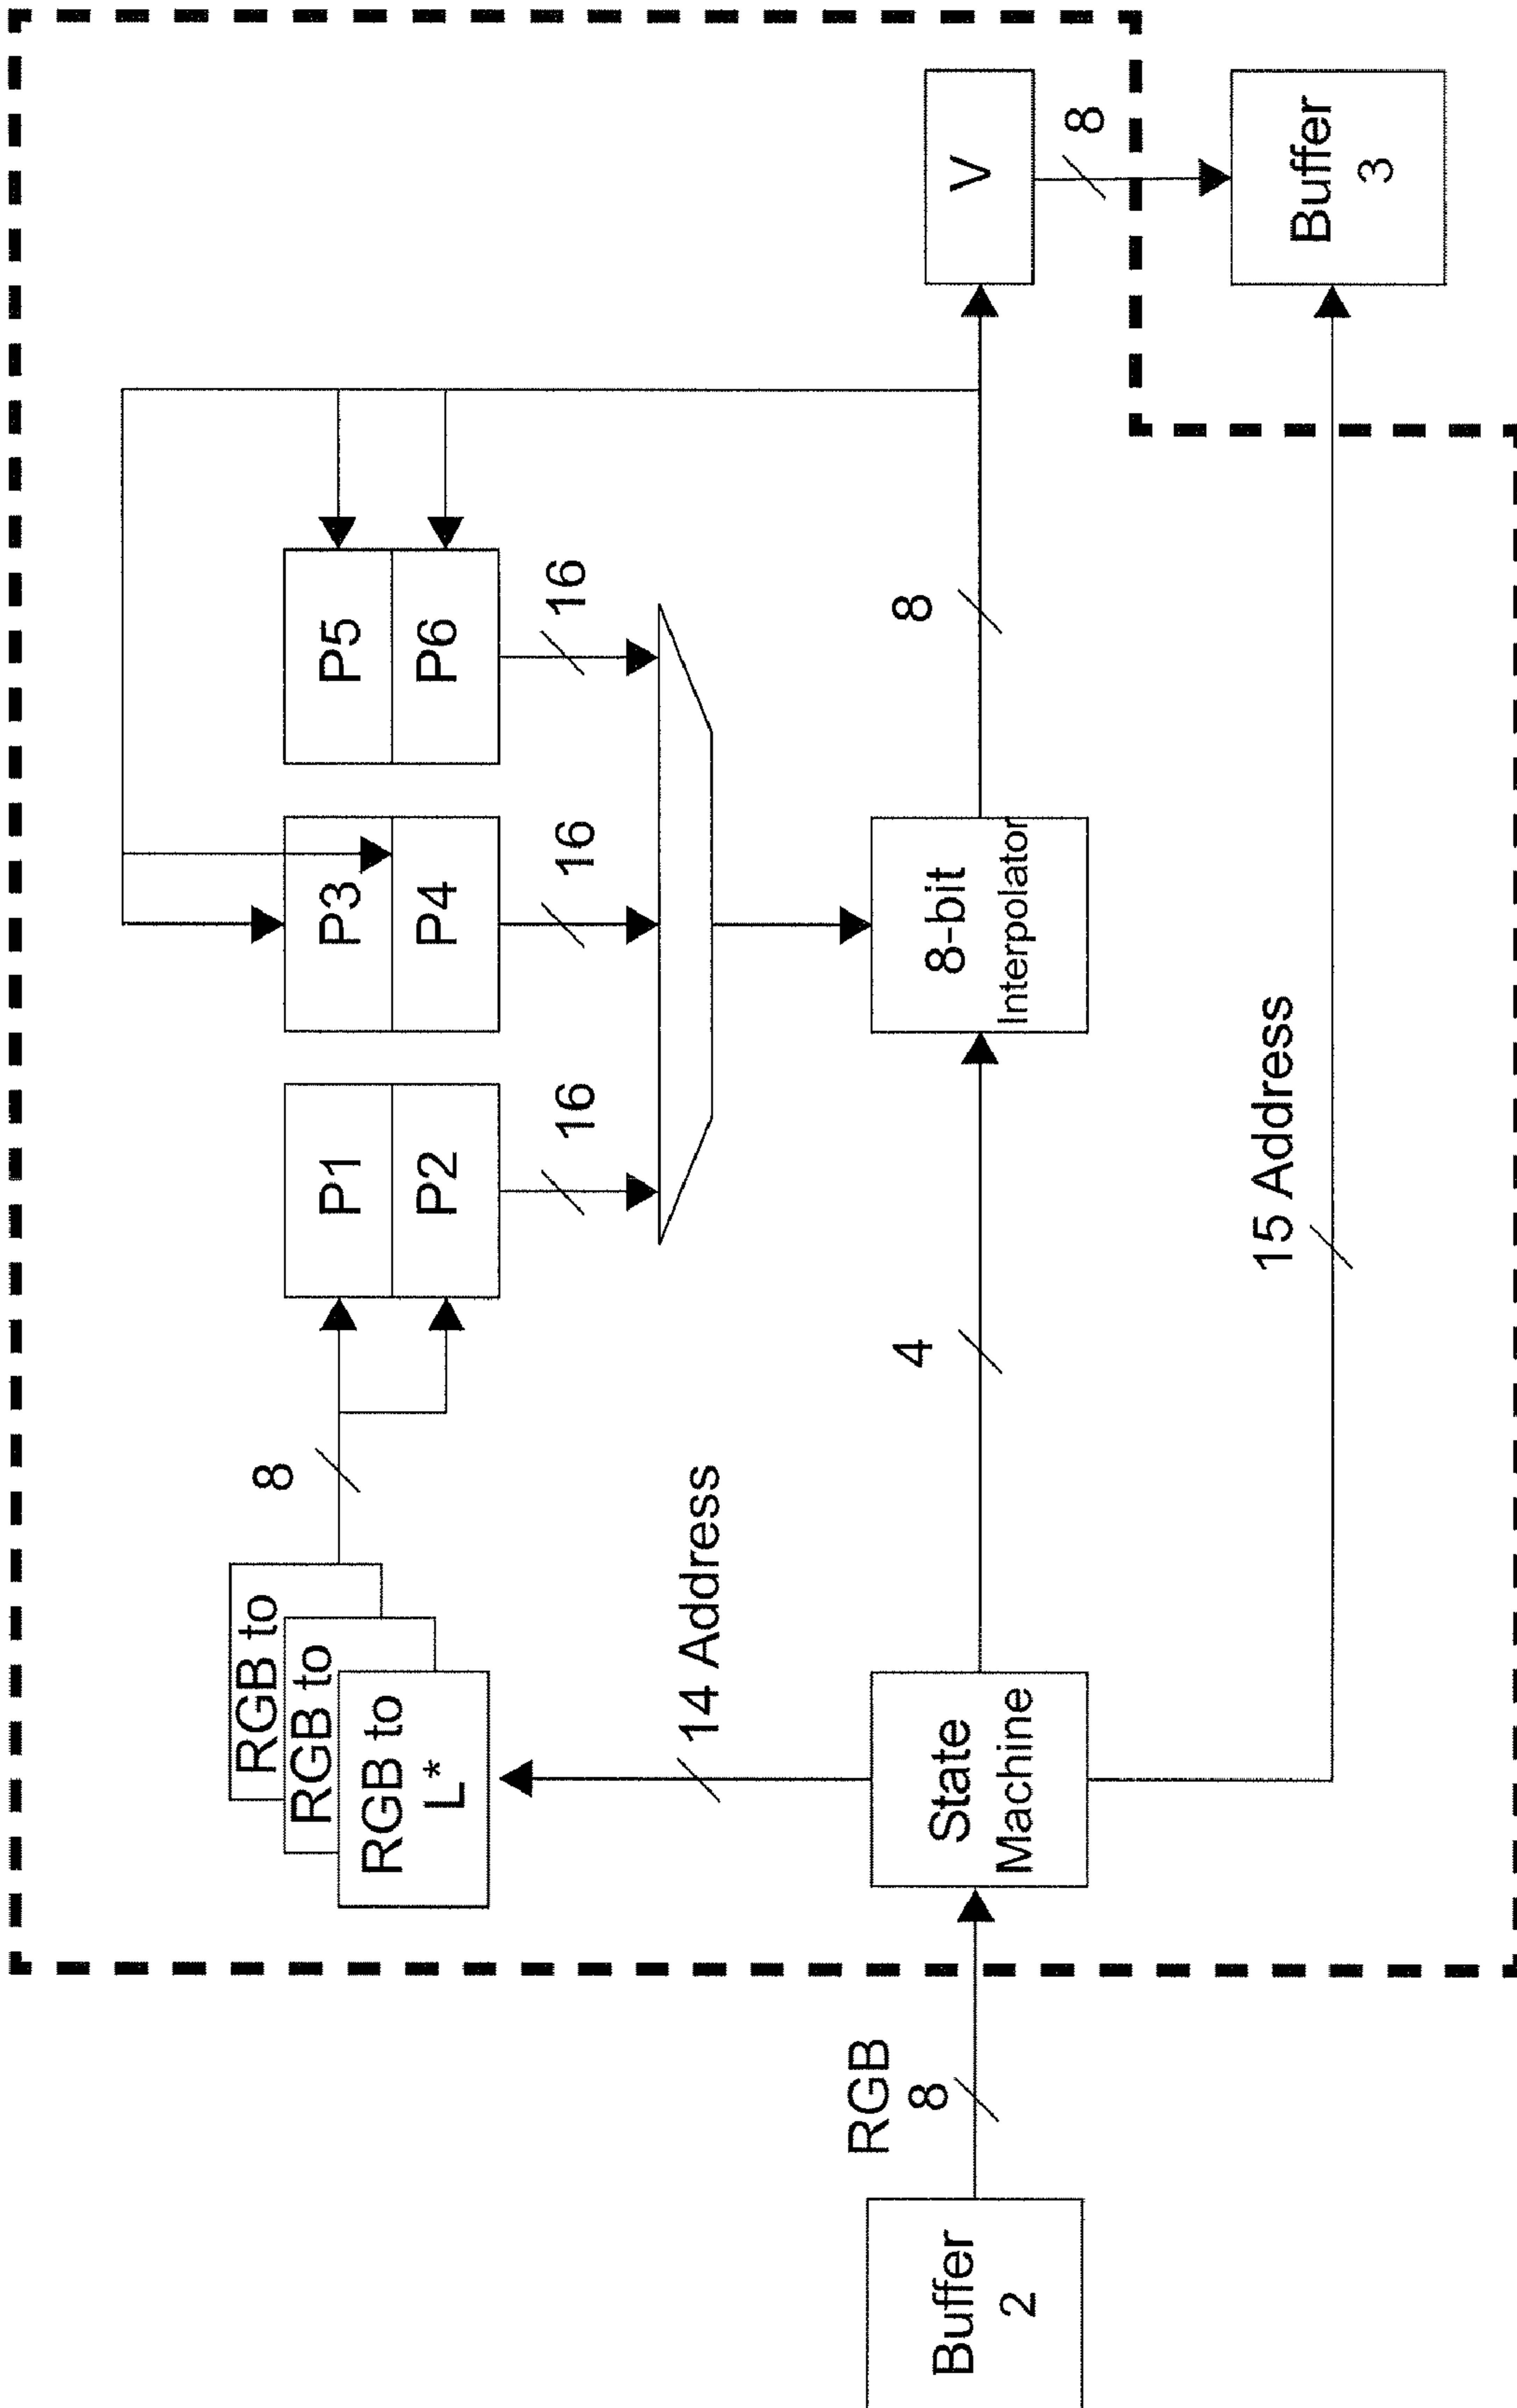 RGB to
RGB to
RGB to
L*
8
P1
P2
P3
P4
P5
P6
16
16
16
14 Address
Buffer
2
RGB
8
State
Machine
4
8-bit
Interpolator
8
V
8
15 Address
Buffer
3